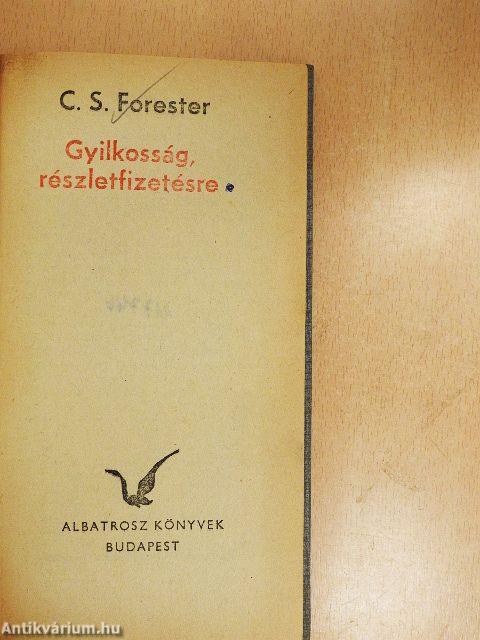 C. S. Forester
Gyilkosság,
részletfizetésre
ALBATROSZ KÖNYVEK
BUDAPEST
Antikvárium.hu